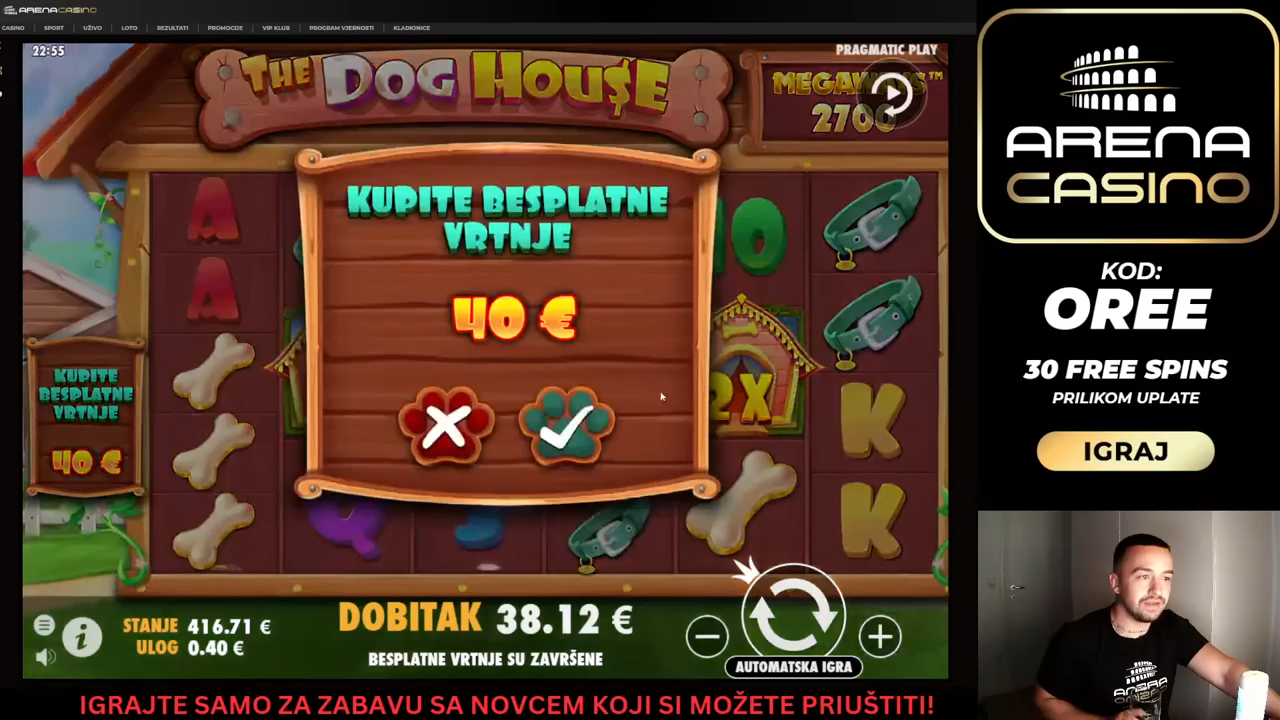 ARENACASINO
CASINO
SPORT
UŽIVO
LOTO
REZULTATI
PROMOCIJE
VIP KLUB
PROGRAM VJERNOSTI
KLADIONICE
22:55
PRAGMATIC PLAY
THE DOG HOU$E
MEGAWAYS™
2700
KUPITE BESPLATNE
VRTNJE
40 €
A
A
10
2X
K
K
Q
J
KUPITE
BESPLATNE
VRTNJE
40 €
STANJE 416.71 €
ULOG 0.40 €
DOBITAK 38.12 €
BESPLATNE VRTNJE SU ZAVRŠENE
AUTOMATSKA IGRA
ARENA
CASINO
KOD:
OREE
30 FREE SPINS
PRILIKOM UPLATE
IGRAJ
IGRAJTE SAMO ZA ZABAVU SA NOVCEM KOJI SI MOŽETE PRIUŠTITI!